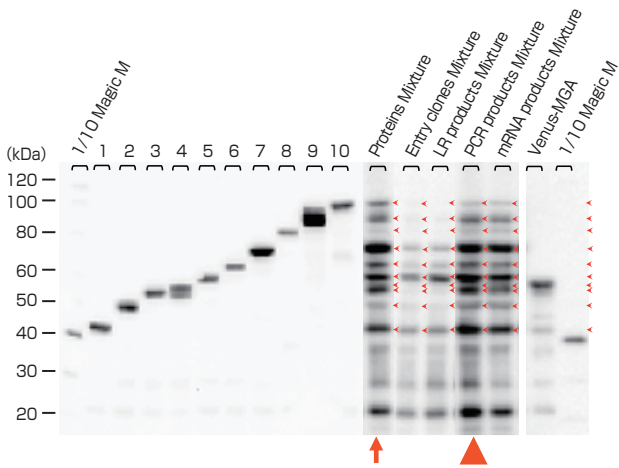 1/10 Magic M
Proteins Mixture
Entry clones Mixture
LR products Mixture
PCR products Mixture
mRNA products Mixture
Venus-MGA
1/10 Magic M
(kDa)
1 2 3 4 5 6 7 8 9 10
120
100
80
60
50
40
30
20